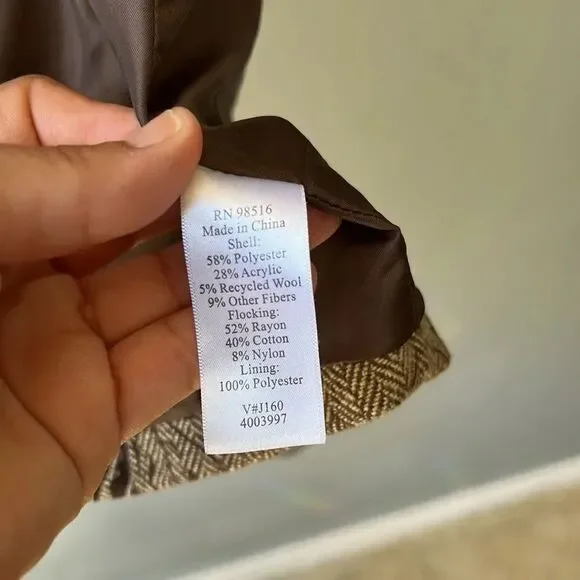 RN 98516
Made in China
Shell:
58% Polyester
28% Acrylic
5% Recycled Wool
9% Other Fibers
Flocking:
52% Rayon
40% Cotton
8% Nylon
Lining:
100% Polyester
V#J160
4003997